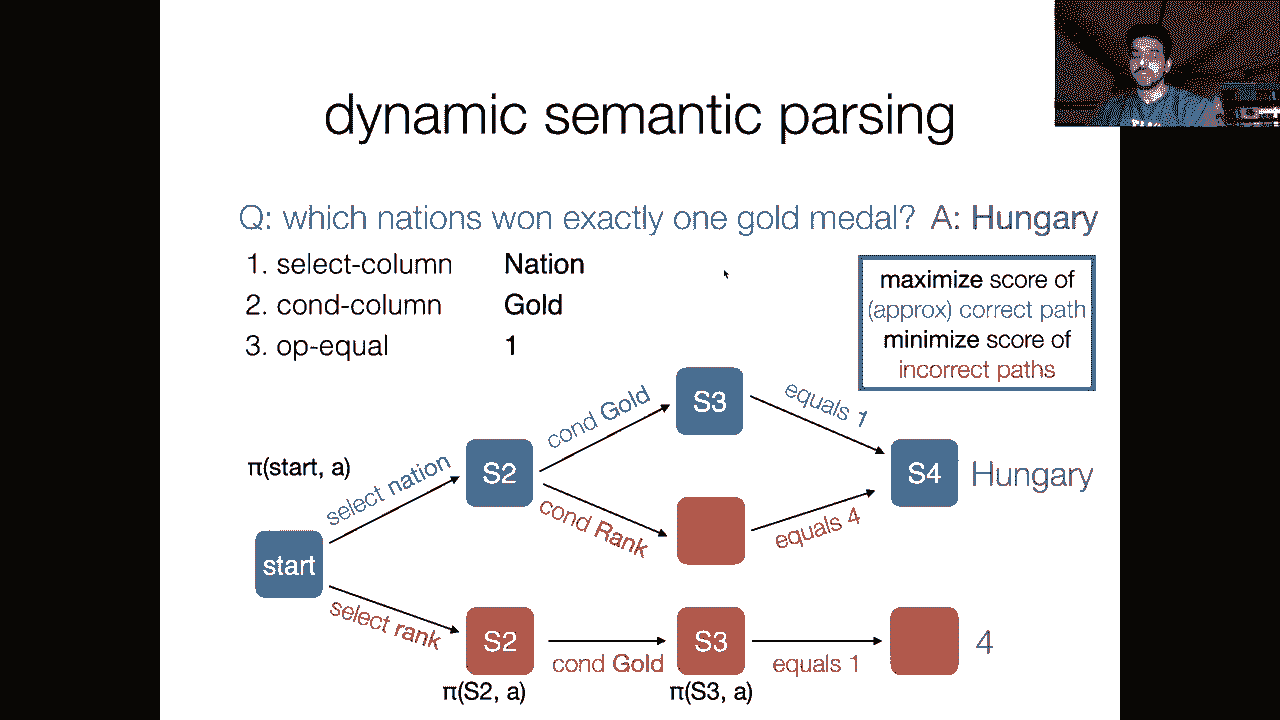 dynamic semantic parsing
Q: which nations won exactly one gold medal? A: Hungary
1. select-column Nation
2. cond-column Gold
3. op-equal 1
maximize score of
(approx) correct path
minimize score of
incorrect paths
π(start, a)
select nation
cond Gold
S3
equals 1
S2
S4
Hungary
cond Rank
equals 4
start
select rank
S2
cond Gold
S3
equals 1
4
π(S2, a)
π(S3, a)